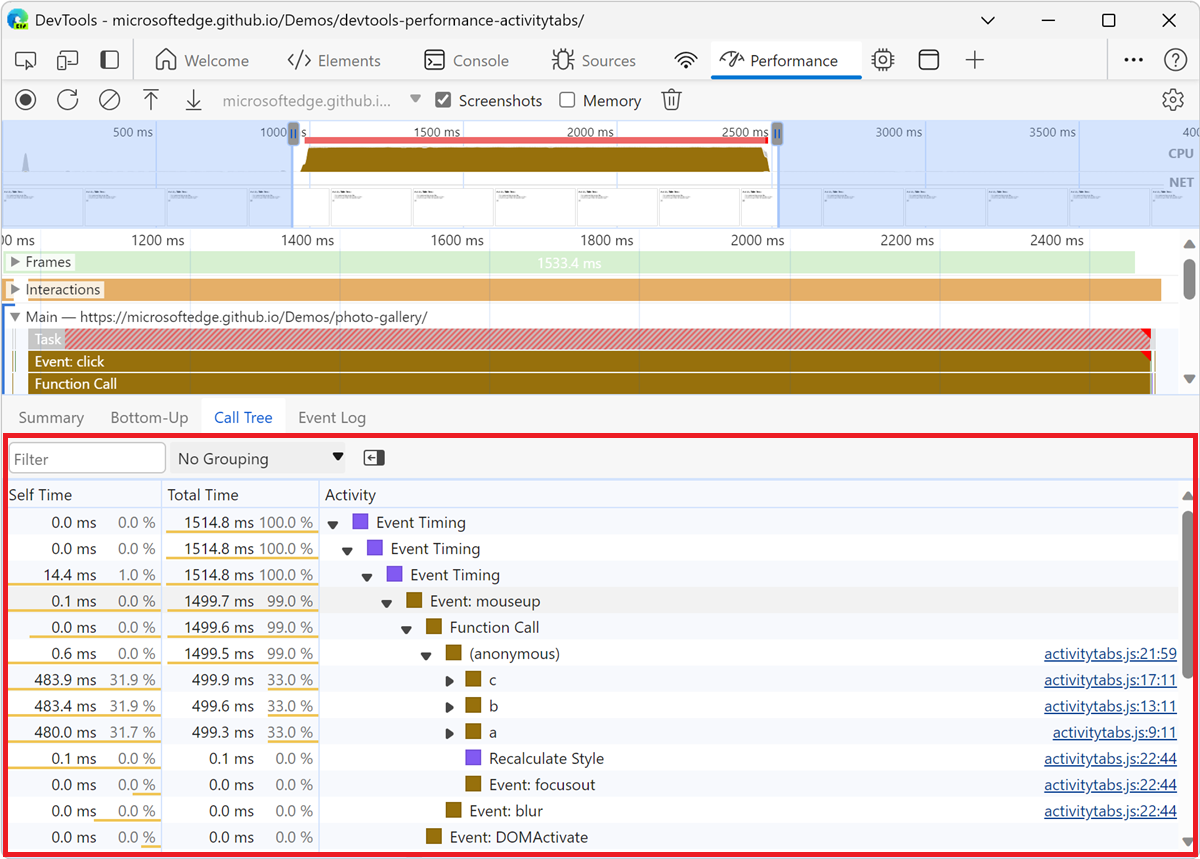 DevTools - microsoftedge.github.io/Demos/devtools-performance-activitytabs/
Welcome Elements Console Sources Performance
microsoftedge.github.i... Screenshots Memory
500 ms 1000 s 1500 ms 2000 ms 2500 ms 3000 ms 3500 ms 400
CPU
NET
00 ms 1200 ms 1400 ms 1600 ms 1800 ms 2000 ms 2200 ms 2400 ms
Frames 1533.4 ms
Interactions
Main — https://microsoftedge.github.io/Demos/photo-gallery/
Task
Event: click
Function Call
Summary Bottom-Up Call Tree Event Log
Filter No Grouping
Self Time Total Time Activity
0.0 ms 0.0 % 1514.8 ms 100.0 % Event Timing
0.0 ms 0.0 % 1514.8 ms 100.0 % Event Timing
14.4 ms 1.0 % 1514.8 ms 100.0 % Event Timing
0.1 ms 0.0 % 1499.7 ms 99.0 % Event: mouseup
0.0 ms 0.0 % 1499.6 ms 99.0 % Function Call
0.6 ms 0.0 % 1499.5 ms 99.0 % (anonymous) activitytabs.js:21:59
483.9 ms 31.9 % 499.9 ms 33.0 % c activitytabs.js:17:11
483.4 ms 31.9 % 499.6 ms 33.0 % b activitytabs.js:13:11
480.0 ms 31.7 % 499.3 ms 33.0 % a activitytabs.js:9:11
0.1 ms 0.0 % 0.1 ms 0.0 % Recalculate Style activitytabs.js:22:44
0.0 ms 0.0 % 0.0 ms 0.0 % Event: focusout activitytabs.js:22:44
0.0 ms 0.0 % 0.0 ms 0.0 % Event: blur activitytabs.js:22:44
0.0 ms 0.0 % 0.0 ms 0.0 % Event: DOMActivate